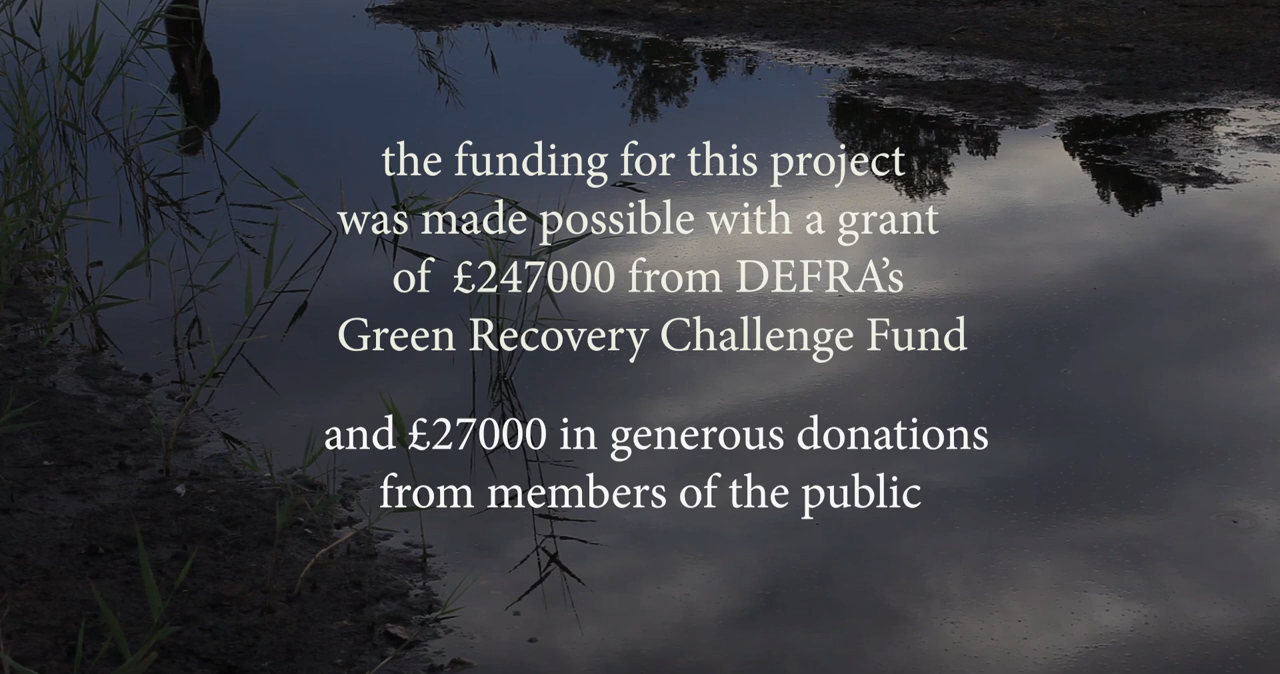 the funding for this project
was made possible with a grant
of £247000 from DEFRA’s
Green Recovery Challenge Fund
and £27000 in generous donations
from members of the public